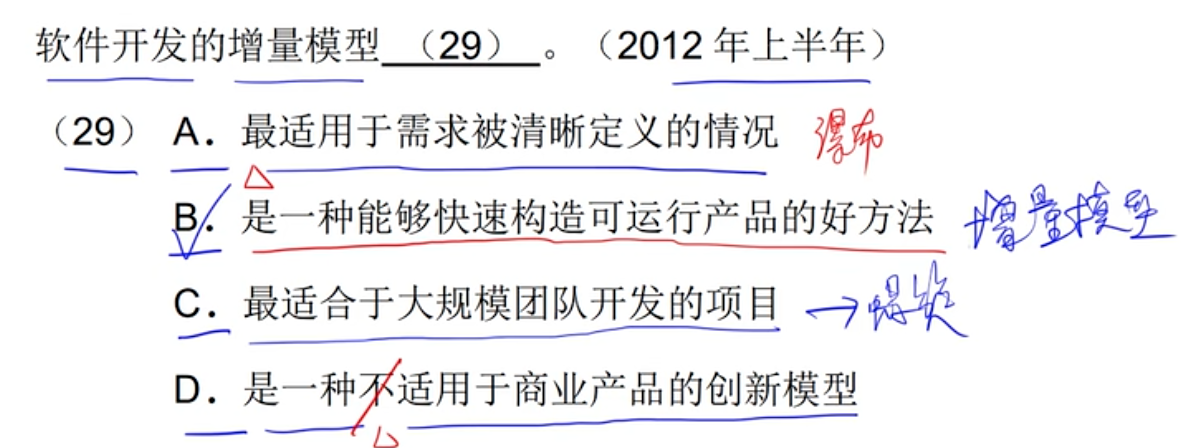 软件开发的增量模型 （29） 。（2012 年上半年）
（29） A． 最适用于需求被清晰定义的情况 瀑布
B． 是一种能够快速构造可运行产品的好方法 增量模型
C． 最适合于大规模团队开发的项目 →
D． 是一种不适用于商业产品的创新模型